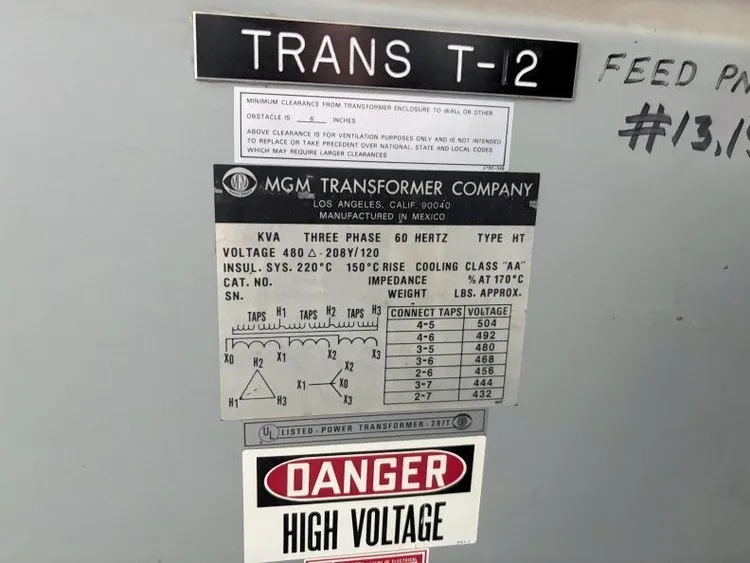 TRANS T-12
FEED PN
#13,15
MINIMUM CLEARANCE FROM TRANSFORMER ENCLOSURE TO WALL OR OTHER
OBSTACLE IS 6 INCHES
ABOVE CLEARANCE IS FOR VENTILATION PURPOSES ONLY AND IS NOT INTENDED
TO REPLACE OR TAKE PRECEDENT OVER NATIONAL, STATE AND LOCAL CODES
WHICH MAY REQUIRE LARGER CLEARANCES
MGM TRANSFORMER COMPANY
LOS ANGELES, CALIF. 90040
MANUFACTURED IN MEXICO
KVA THREE PHASE 60 HERTZ TYPE HT
VOLTAGE 480 △ - 208Y/120
INSUL. SYS. 220°C 150°C RISE COOLING CLASS "AA"
CAT. NO. IMPEDANCE % AT 170°C
SN. WEIGHT LBS. APPROX.
TAPS H1 TAPS H2 TAPS H3
X0 X1 X2 X3
H2
H1 H3
X2
X1 X0
X3
CONNECT TAPS VOLTAGE
4-5 504
4-6 492
3-5 480
3-6 468
2-6 456
3-7 444
2-7 432
UL LISTED - POWER TRANSFORMER - 287T
DANGER
HIGH VOLTAGE